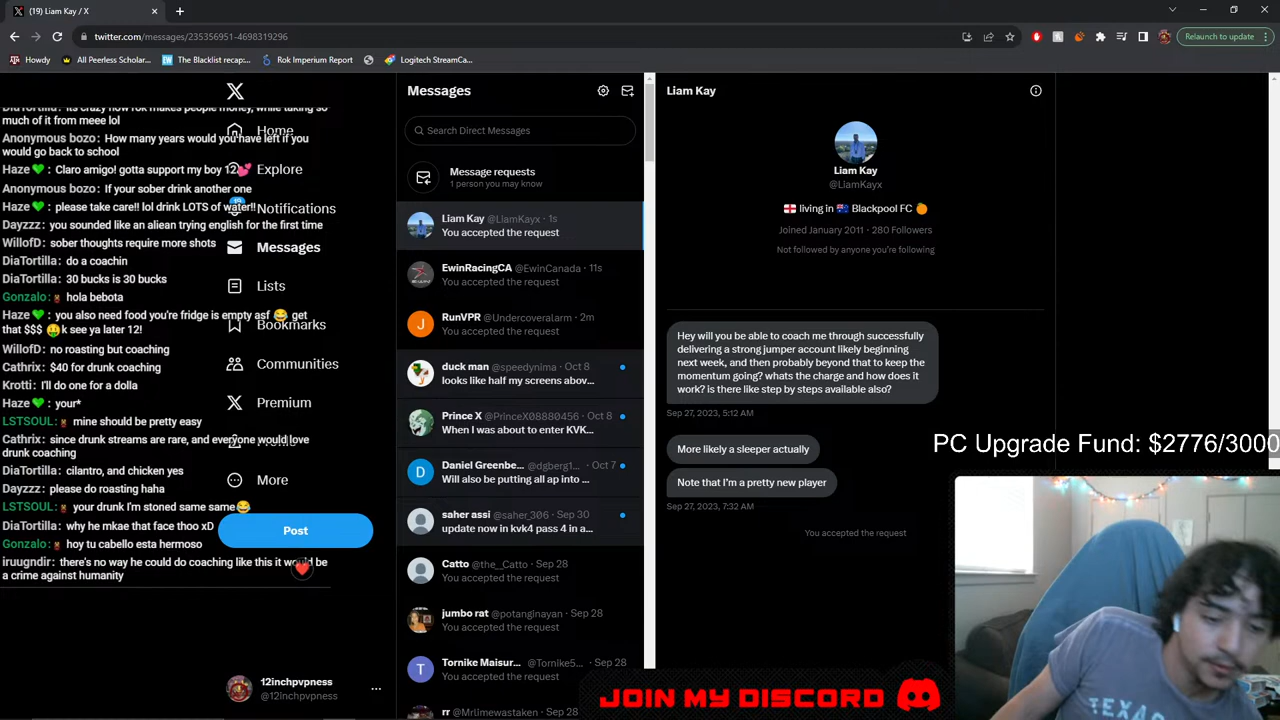 (19) Liam Kay / X
twitter.com/messages/235356951-4698319296
Relaunch to update
Howdy
All Peerless Scholar...
The Blacklist recap...
Rok Imperium Report
Logitech StreamCa...
much of it from meee lol
Anonymous bozo: How many years would you have left if you
would go back to school
Haze: Claro amigo! gotta support my boy 12
Anonymous bozo: If your sober drink another one
Haze: please take care!! lol drink LOTS of water!!
Dayzzz: you sounded like an aliean trying english for the first time
WillofD: sober thoughts require more shots
DiaTortilla: do a coachin
DiaTortilla: 30 bucks is 30 bucks
Gonzalo: hola bebota
Haze: you also need food you're fridge is empty asf 😂 get
that $$$ 🤑k see ya later 12!
WillofD: no roasting but coaching
Cathrix: $40 for drunk coaching
Krotti: I'll do one for a dolla
Haze: your*
LSTSOUL: mine should be pretty easy
Cathrix: since drunk streams are rare, and everyone would love
drunk coaching
DiaTortilla: cilantro, and chicken yes
Dayzzz: please do roasting haha
LSTSOUL: your drunk I'm stoned same same😂
DiaTortilla: why he mkae that face thoo xD
Gonzalo: hoy tu cabello esta hermoso
iruugndir: there's no way he could do coaching like this it would be
a crime against humanity
Home
Explore
Notifications
Messages
Lists
Bookmarks
Communities
Premium
More
Post
12inchpvpness
@12inchpvpness
Messages
Search Direct Messages
Message requests
1 person you may know
Liam Kay @LiamKayx · 1s
You accepted the request
EwinRacingCA @EwinCanada · 11s
You accepted the request
RunVPR @Undercoveralarm · 2m
You accepted the request
duck man @speedynima · Oct 8
looks like half my screens abov...
Prince X @PrinceX08880456 · Oct 8
When I was about to enter KVK...
Daniel Greenbe... @dgberg1... · Oct 7
Will also be putting all ap into ...
saher assi @saher_306 · Sep 30
update now in kvk4 pass 4 in a...
Catto @the__Catto · Sep 28
You accepted the request
jumbo rat @potanginayan · Sep 28
You accepted the request
Tornike Maisur... @Tornike5... · Sep 28
You accepted the request
rr @Mrlimewastaken · Sep 28
Liam Kay
Liam Kay
@LiamKayx
🏴󠁧󠁢󠁥󠁮󠁧󠁿 living in 🇦🇺 Blackpool FC 🍊
Joined January 2011 · 280 Followers
Not followed by anyone you're following
Hey will you be able to coach me through successfully
delivering a strong jumper account likely beginning
next week, and then probably beyond that to keep the
momentum going? whats the charge and how does it
work? is there like step by steps available also?
Sep 27, 2023, 5:12 AM
More likely a sleeper actually
Note that I'm a pretty new player
Sep 27, 2023, 7:32 AM
You accepted the request
PC Upgrade Fund: $2776/3000
TEXAS
JOIN MY DISCORD